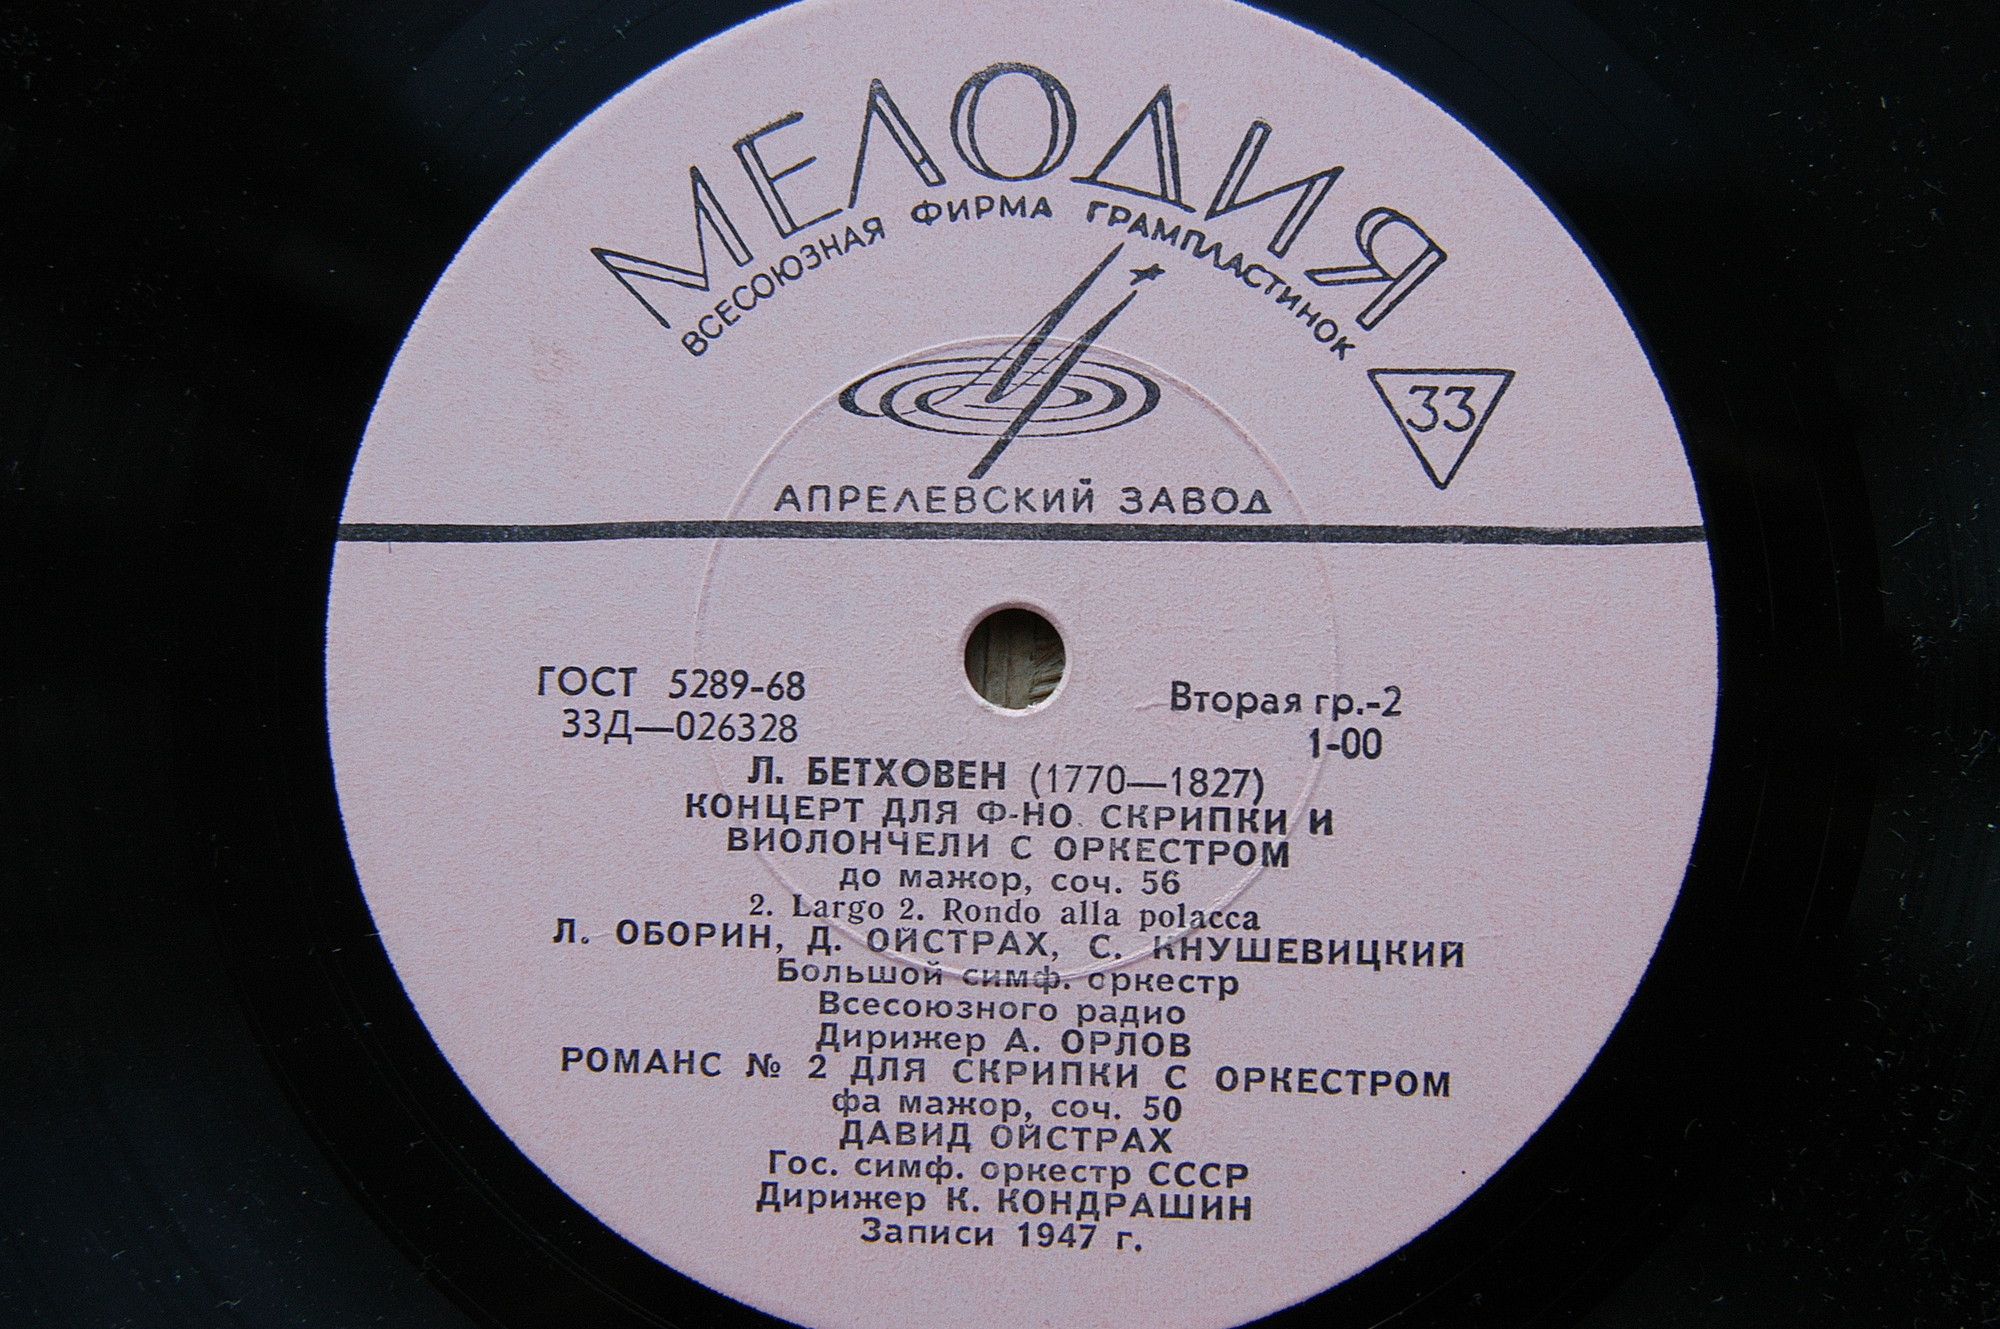 МЕЛОДИЯ
ВСЕСОЮЗНАЯ ФИРМА ГРАМПЛАСТИНОК
33
АПРЕЛЕВСКИЙ ЗАВОД
ГОСТ 5289-68
33Д—026328
Вторая гр.-2
1-00
Л. БЕТХОВЕН (1770—1827)
КОНЦЕРТ ДЛЯ Ф-НО. СКРИПКИ И
ВИОЛОНЧЕЛИ С ОРКЕСТРОМ
до мажор, соч. 56
2. Largo 2. Rondo alla polacca
Л. ОБОРИН, Д. ОЙСТРАХ, С. КНУШЕВИЦКИЙ
Большой симф. оркестр
Всесоюзного радио
Дирижер А. ОРЛОВ
РОМАНС № 2 ДЛЯ СКРИПКИ С ОРКЕСТРОМ
фа мажор, соч. 50
ДАВИД ОЙСТРАХ
Гос. симф. оркестр СССР
Дирижер К. КОНДРАШИН
Записи 1947 г.